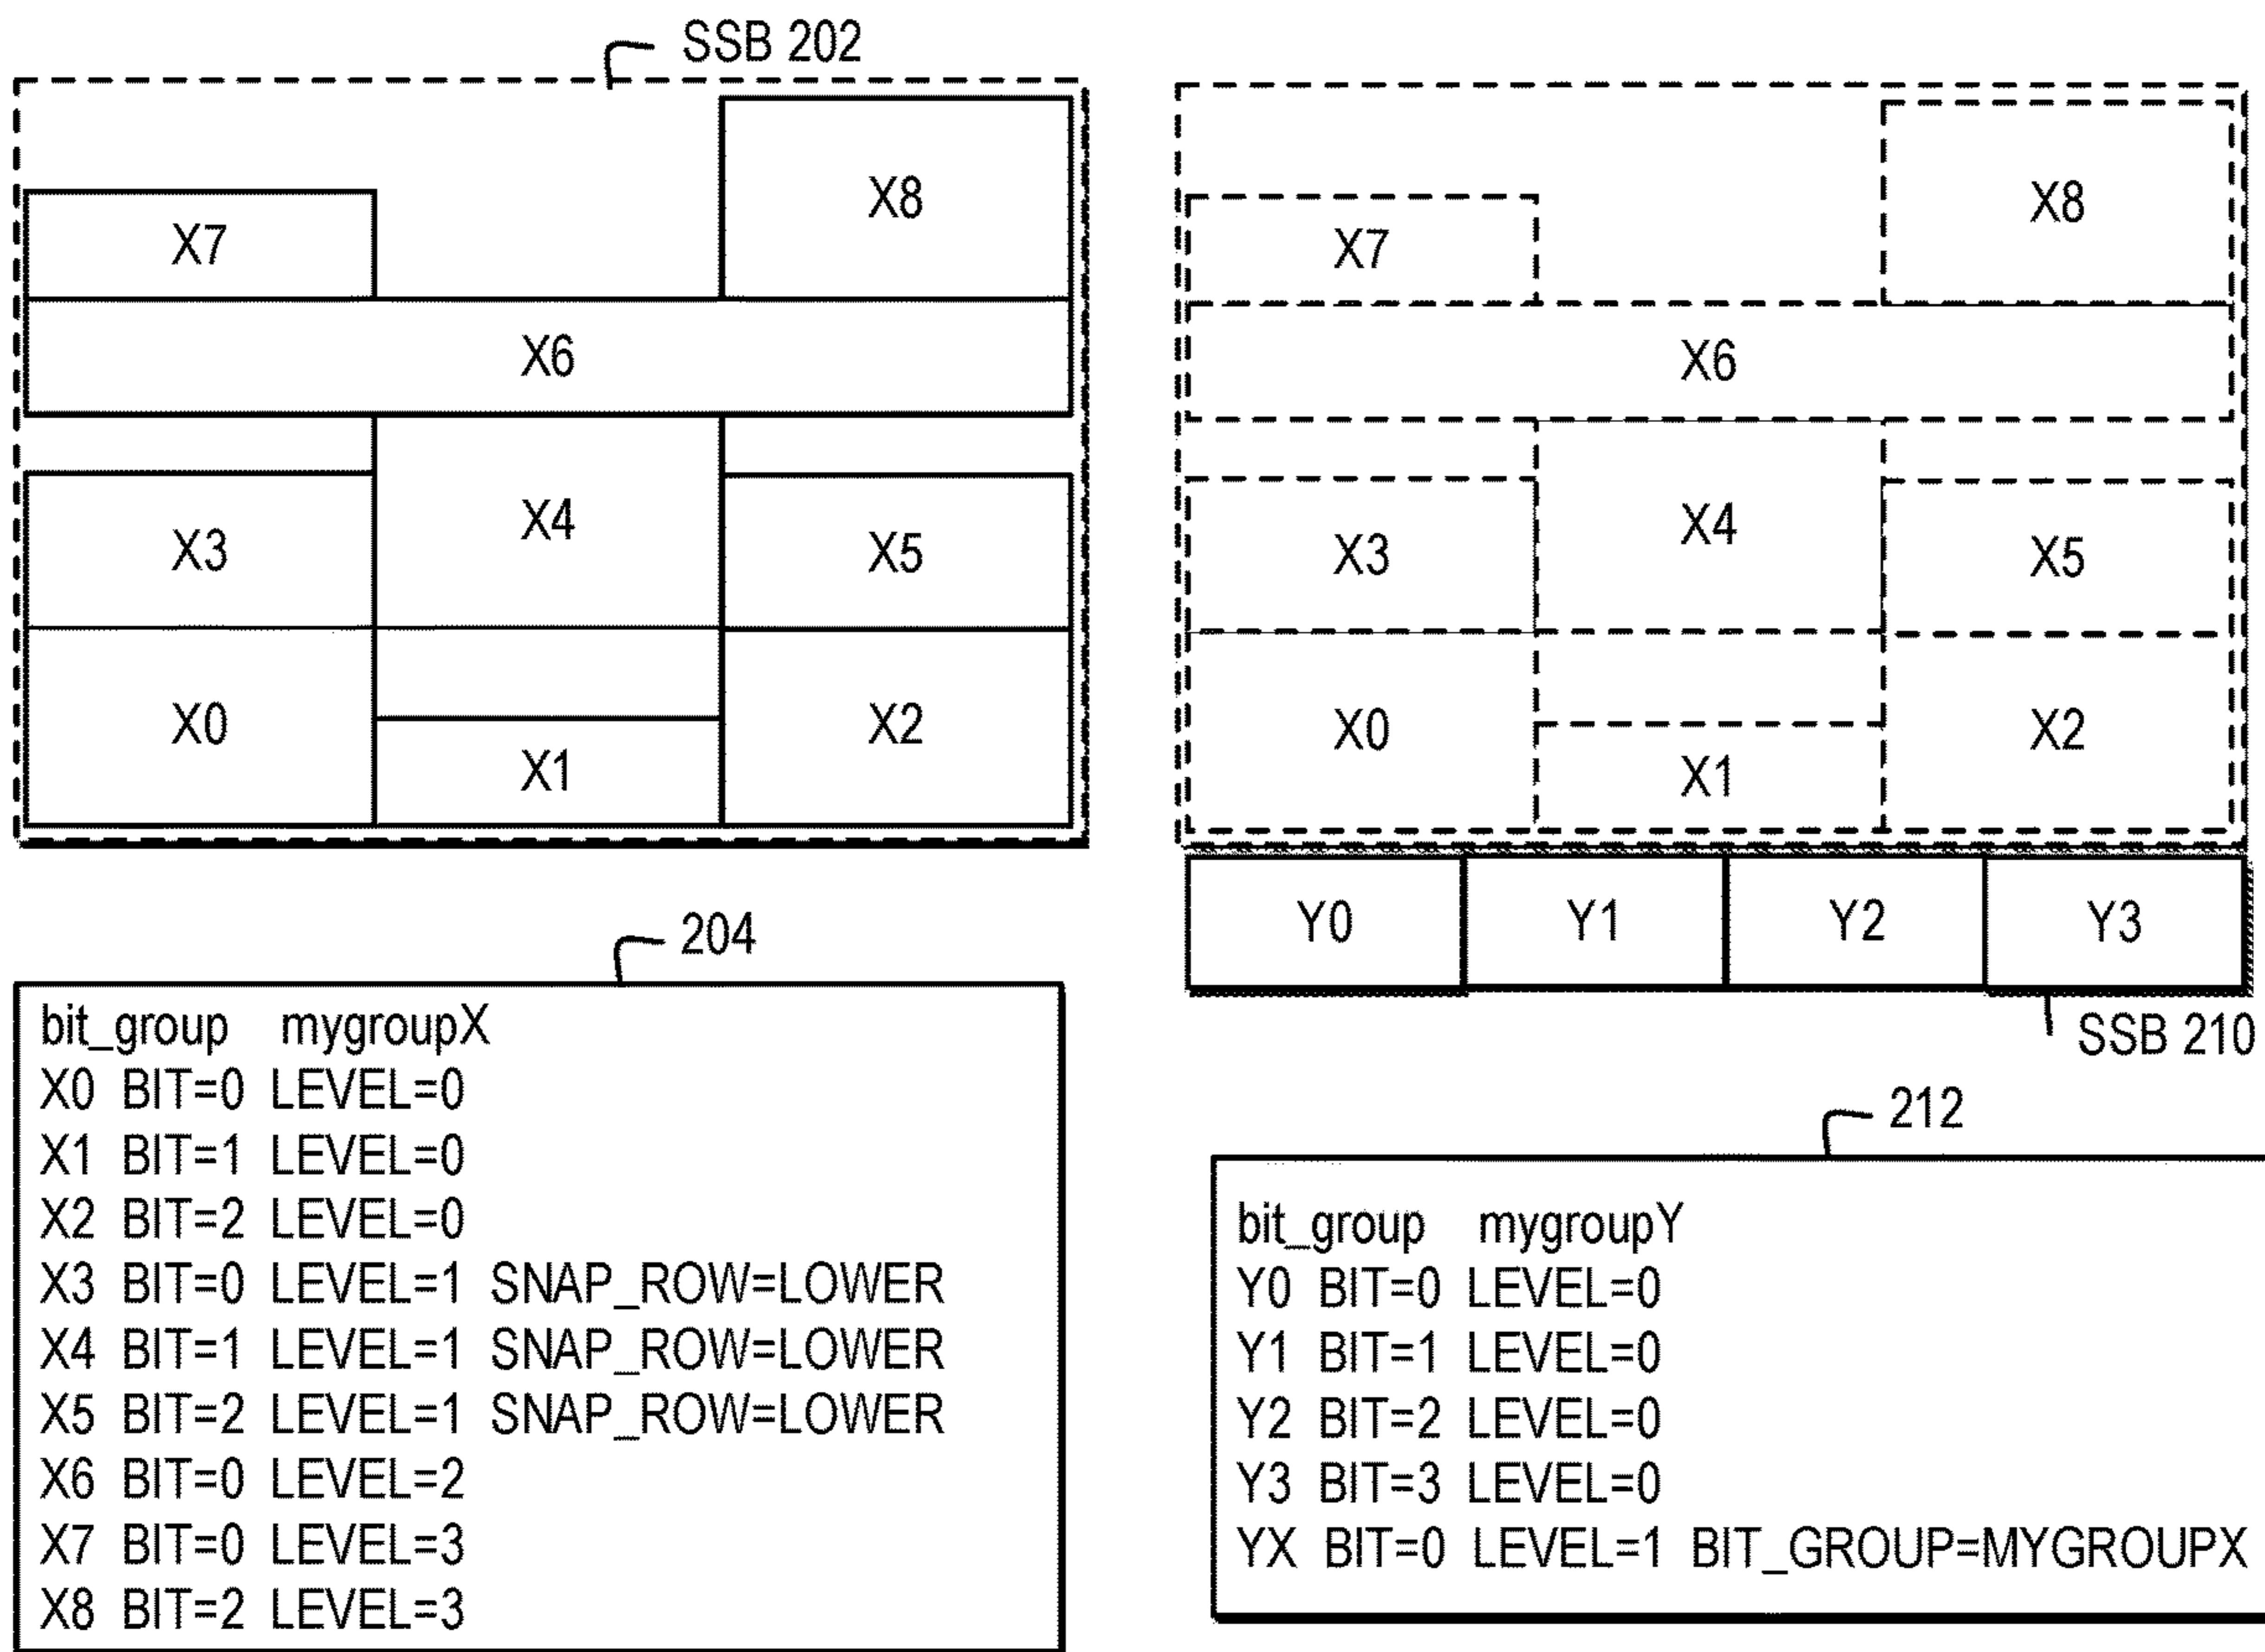 SSB 202
X7
X8
X6
X3
X4
X5
X0
X1
X2
204
bit_group mygroupX
X0 BIT=0 LEVEL=0
X1 BIT=1 LEVEL=0
X2 BIT=2 LEVEL=0
X3 BIT=0 LEVEL=1 SNAP_ROW=LOWER
X4 BIT=1 LEVEL=1 SNAP_ROW=LOWER
X5 BIT=2 LEVEL=1 SNAP_ROW=LOWER
X6 BIT=0 LEVEL=2
X7 BIT=0 LEVEL=3
X8 BIT=2 LEVEL=3
X8
X7
X6
X3
X4
X5
X0
X1
X2
Y0 Y1 Y2 Y3
SSB 210
212
bit_group mygroupY
Y0 BIT=0 LEVEL=0
Y1 BIT=1 LEVEL=0
Y2 BIT=2 LEVEL=0
Y3 BIT=3 LEVEL=0
YX BIT=0 LEVEL=1 BIT_GROUP=MYGROUPX